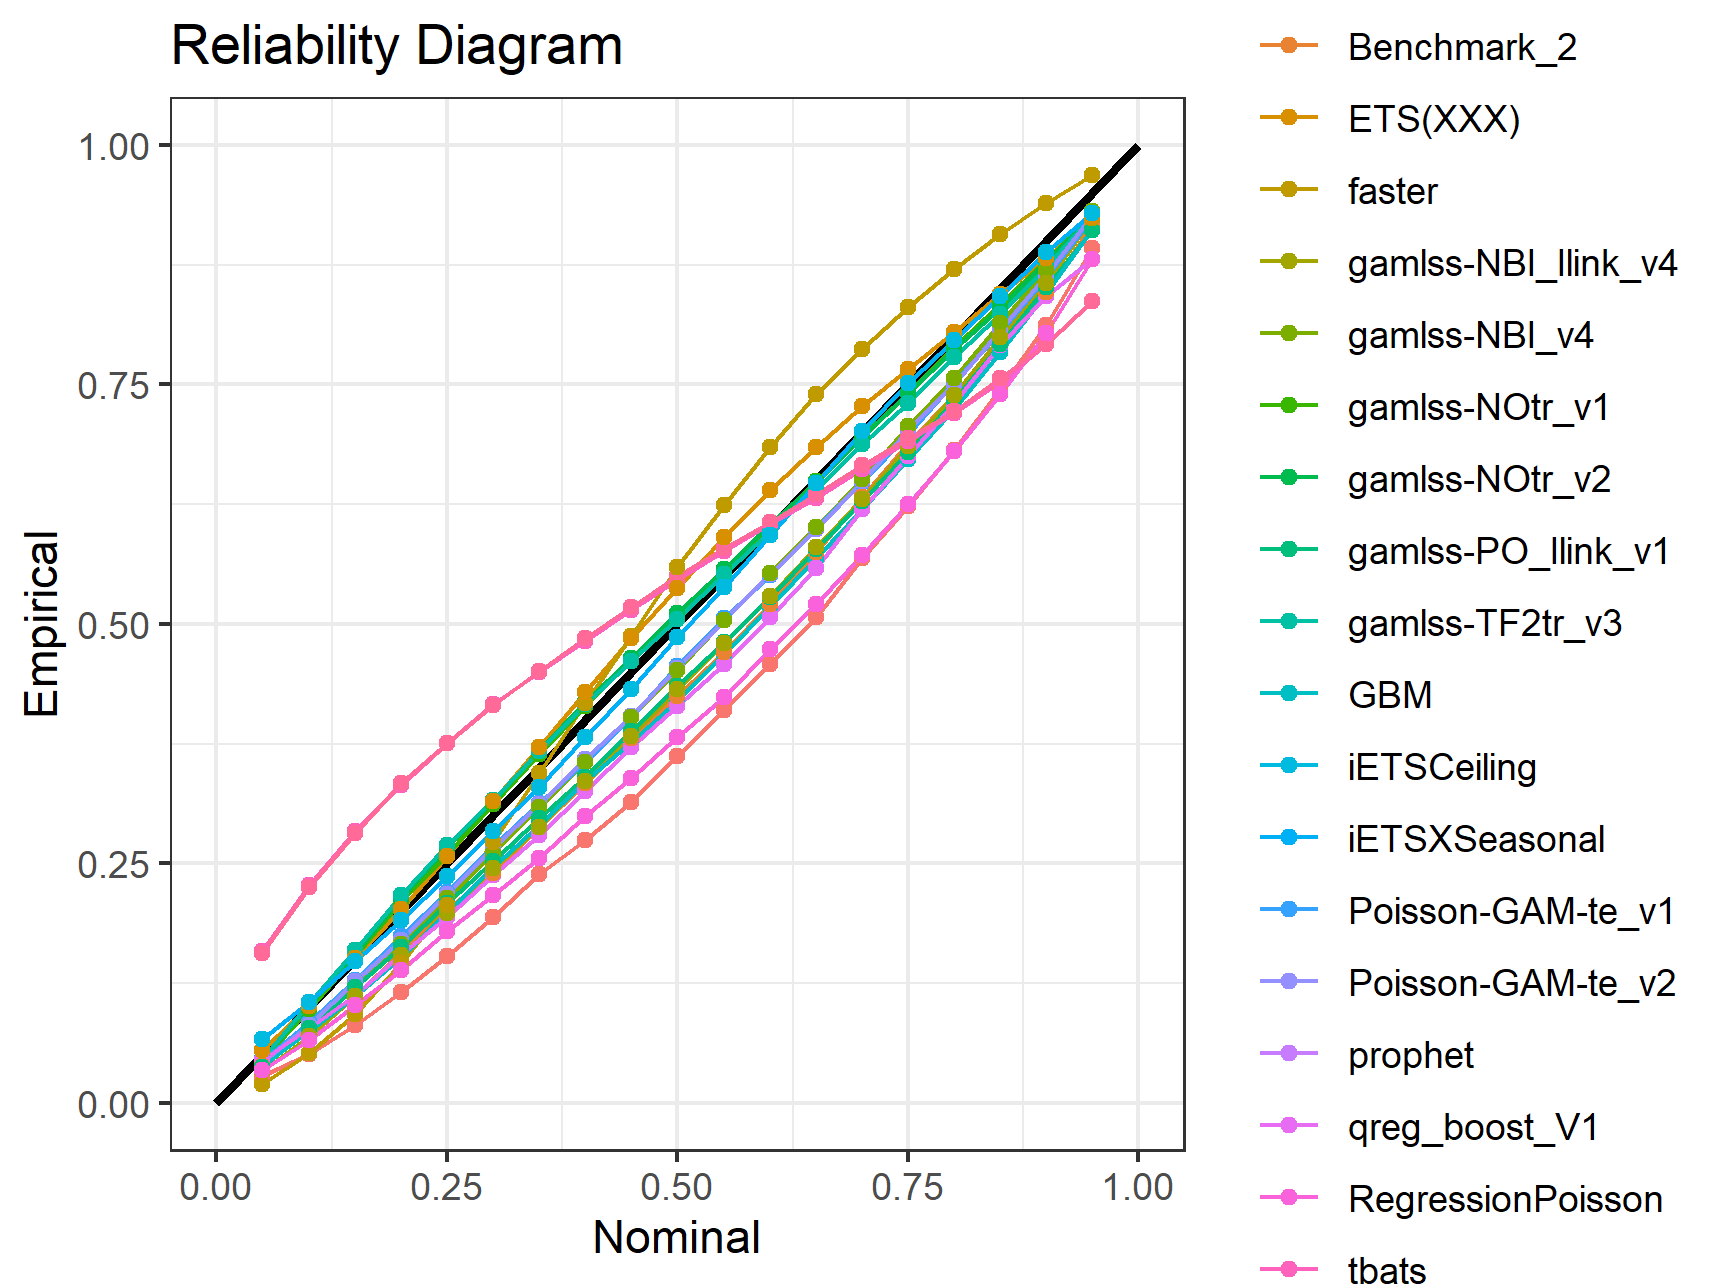 Reliability Diagram
Empirical
1.00
0.75
0.50
0.25
0.00
0.00 0.25 0.50 0.75 1.00
Nominal
Benchmark_2
ETS(XXX)
faster
gamlss-NBI_llink_v4
gamlss-NBI_v4
gamlss-NOtr_v1
gamlss-NOtr_v2
gamlss-PO_llink_v1
gamlss-TF2tr_v3
GBM
iETSCeiling
iETSXSeasonal
Poisson-GAM-te_v1
Poisson-GAM-te_v2
prophet
qreg_boost_V1
RegressionPoisson
tbats